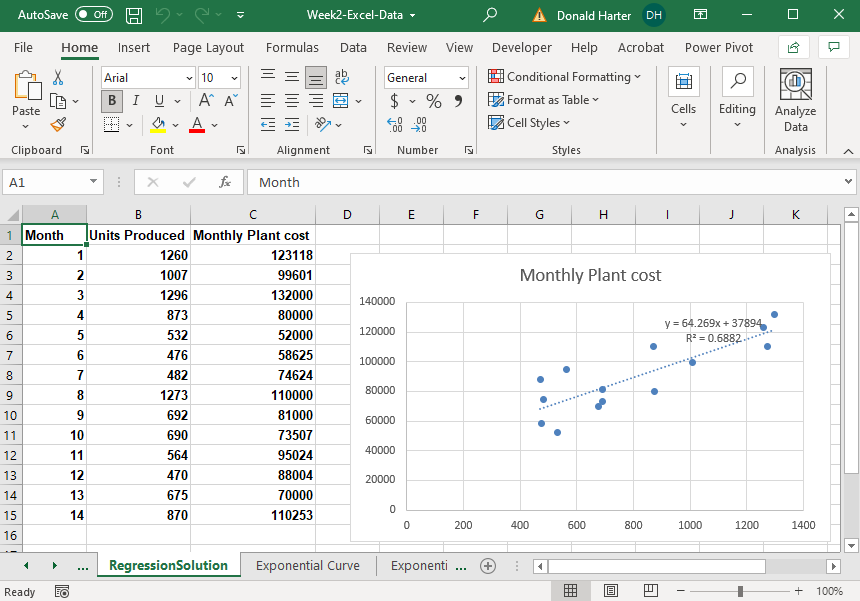 AutoSave Off Week2-Excel-Data Donald Harter DH
File Home Insert Page Layout Formulas Data Review View Developer Help Acrobat Power Pivot
Paste
Clipboard
Arial 10
B I U A A
A
Font
ab
Alignment
General
$ % 9
.00 .00
Number
Conditional Formatting
Format as Table
Cell Styles
Styles
Cells
Editing
Analyze
Data
Analysis
A1 fx Month
A B C D E F G H I J K
1 Month Units Produced Monthly Plant cost
2 1 1260 123118
3 2 1007 99601
4 3 1296 132000
5 4 873 80000
6 5 532 52000
7 6 476 58625
8 7 482 74624
9 8 1273 110000
10 9 692 81000
11 10 690 73507
12 11 564 95024
13 12 470 88004
14 13 675 70000
15 14 870 110253
16
Monthly Plant cost
140000
120000
100000
80000
60000
40000
20000
0
y = 64.269x + 37894
R² = 0.6882
0 200 400 600 800 1000 1200 1400
... RegressionSolution Exponential Curve Exponenti ...
Ready 100%